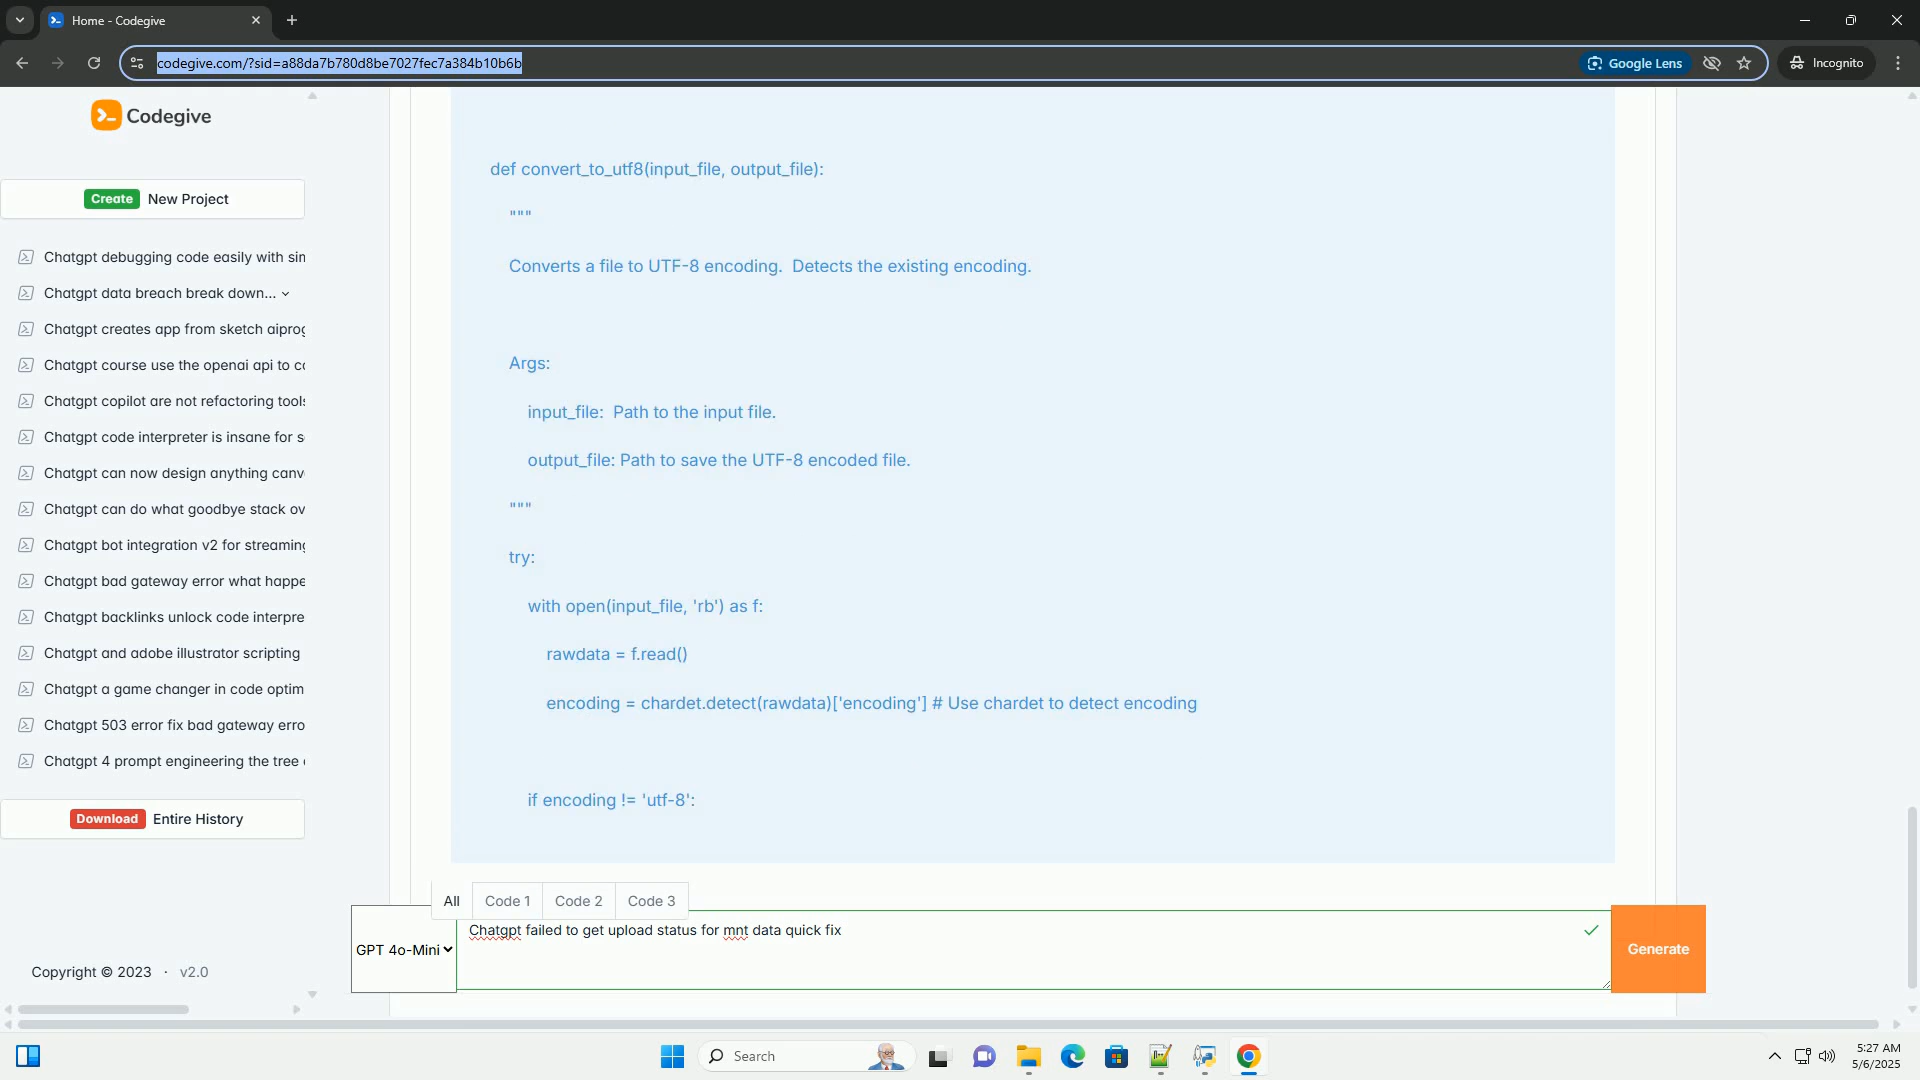 Home - Codegive
codegive.com/?sid=a88da7b780d8be7027fec7a384b10b6b
Google Lens
Incognito
Codegive
Create New Project
Chatgpt debugging code easily with sim
Chatgpt data breach break down...
Chatgpt creates app from sketch aiprog
Chatgpt course use the openai api to co
Chatgpt copilot are not refactoring tools
Chatgpt code interpreter is insane for s
Chatgpt can now design anything canv
Chatgpt can do what goodbye stack ov
Chatgpt bot integration v2 for streaming
Chatgpt bad gateway error what happe
Chatgpt backlinks unlock code interpre
Chatgpt and adobe illustrator scripting
Chatgpt a game changer in code optim
Chatgpt 503 error fix bad gateway erro
Chatgpt 4 prompt engineering the tree
Download Entire History
Copyright © 2023 · v2.0
def convert_to_utf8(input_file, output_file):
"""
Converts a file to UTF-8 encoding. Detects the existing encoding.
Args:
input_file: Path to the input file.
output_file: Path to save the UTF-8 encoded file.
"""
try:
with open(input_file, 'rb') as f:
rawdata = f.read()
encoding = chardet.detect(rawdata)['encoding'] # Use chardet to detect encoding
if encoding != 'utf-8':
All
Code 1
Code 2
Code 3
GPT 4o-Mini
Chatgpt failed to get upload status for mnt data quick fix
Generate
Search
5:27 AM
5/6/2025